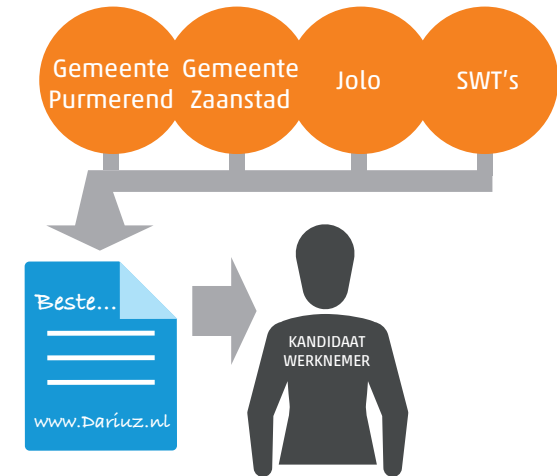 Gemeente
Purmerend
Gemeente
Zaanstad
Jolo
SWT's
Beste...
www.Dariuz.nl
KANDIDAAT
WERKNEMER